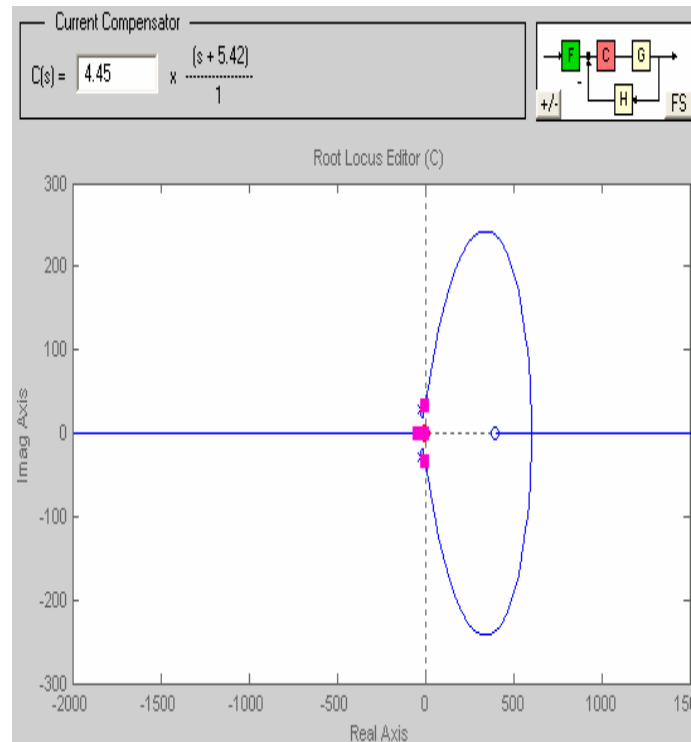 Current Compensator
C(s) = 4.45 x (s + 5.42)
1
F C G
-
H
+/- FS
Root Locus Editor (C)
300
200
100
0
-100
-200
-300
Imag Axis
-2000 -1500 -1000 -500 0 500 1000 150
Real Axis